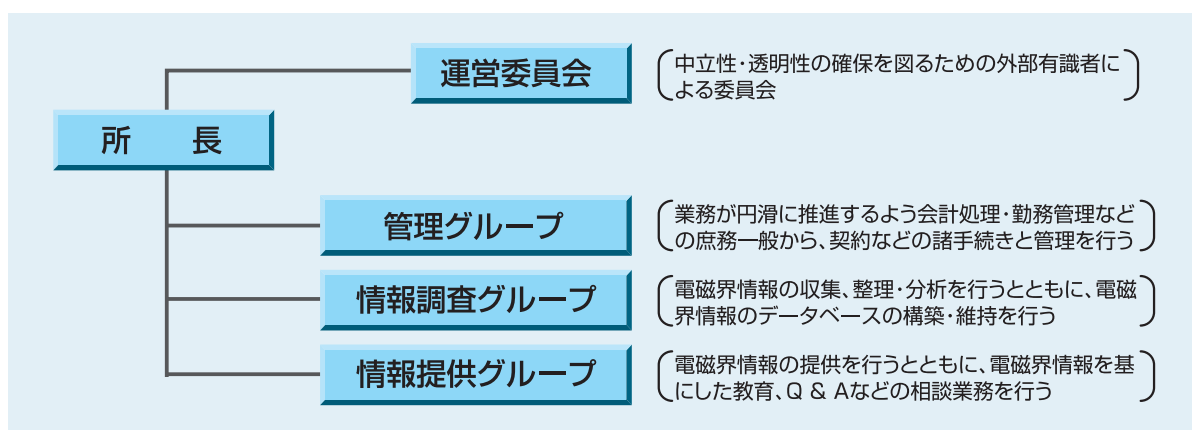 運営委員会
中立性・透明性の確保を図るための外部有識者に
よる委員会
所　長
管理グループ
業務が円滑に推進するよう会計処理・勤務管理など
の庶務一般から、契約などの諸手続きと管理を行う
情報調査グループ
電磁界情報の収集、整理・分析を行うとともに、電磁
界情報のデータベースの構築・維持を行う
情報提供グループ
電磁界情報の提供を行うとともに、電磁界情報を基
にした教育、Q & Aなどの相談業務を行う